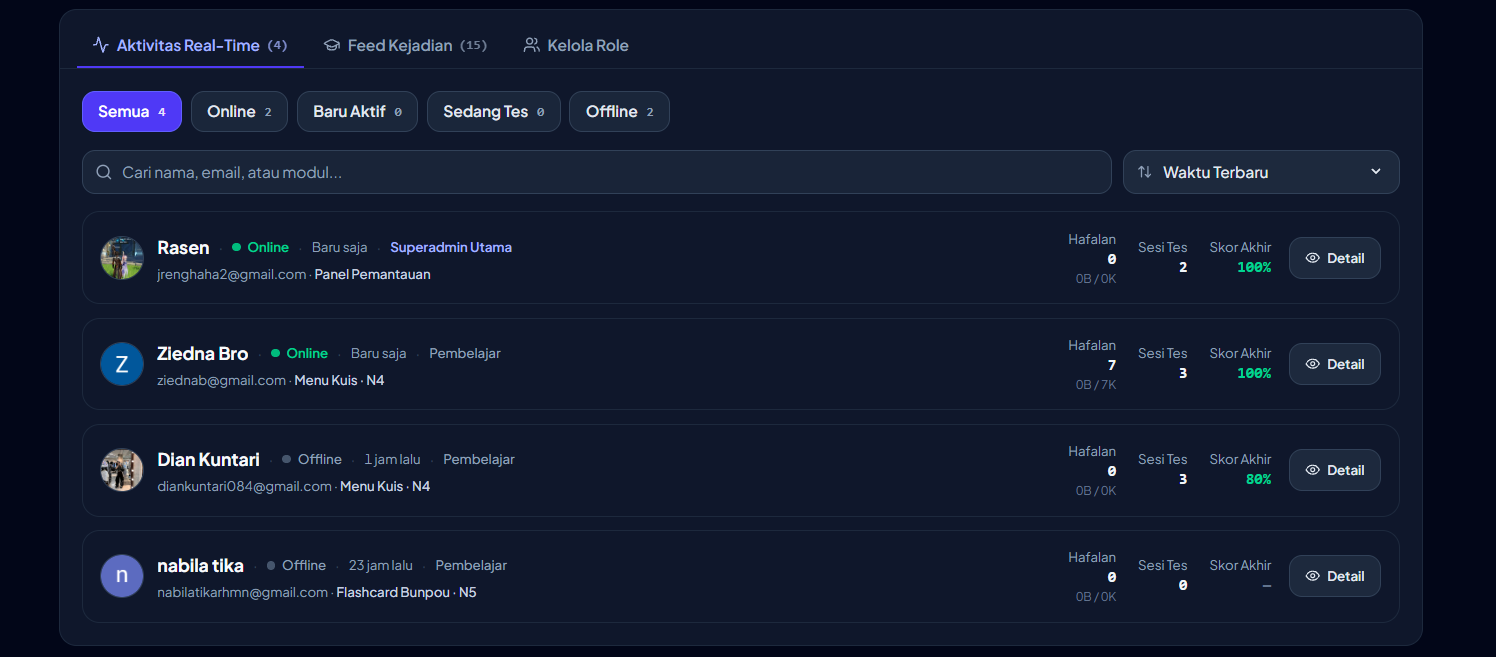 Aktivitas Real-Time (4) Feed Kejadian (15) Kelola Role
Semua 4 Online 2 Baru Aktif 0 Sedang Tes 0 Offline 2
Cari nama, email, atau modul... Waktu Terbaru
Rasen · Online · Baru saja · Superadmin Utama
jrenghaha2@gmail.com · Panel Pemantauan
Hafalan
0
0B / 0K
Sesi Tes
2
Skor Akhir
100%
Detail
Z
Ziedna Bro · Online · Baru saja · Pembelajar
ziednab@gmail.com · Menu Kuis · N4
Hafalan
7
0B / 7K
Sesi Tes
3
Skor Akhir
100%
Detail
Dian Kuntari · Offline · 1 jam lalu · Pembelajar
diankuntari084@gmail.com · Menu Kuis · N4
Hafalan
0
0B / 0K
Sesi Tes
3
Skor Akhir
80%
Detail
n
nabila tika · Offline · 23 jam lalu · Pembelajar
nabilatikarhmn@gmail.com · Flashcard Bunpou · N5
Hafalan
0
0B / 0K
Sesi Tes
0
Skor Akhir
—
Detail